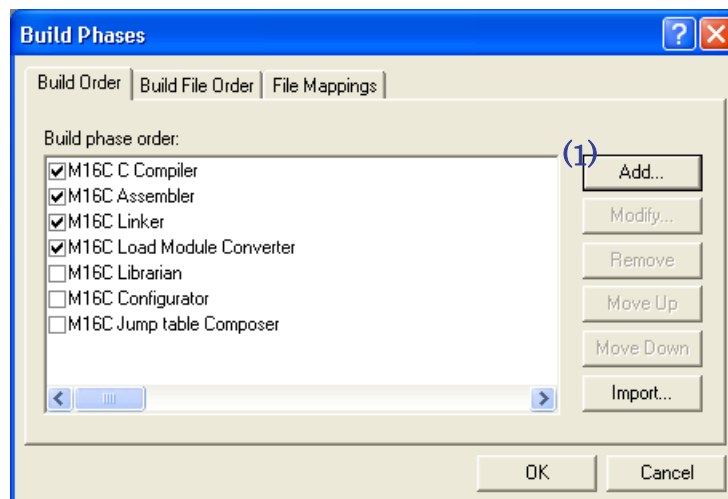 Build Phases
Build Order
Build File Order
File Mappings
Build phase order:
M16C C Compiler
M16C Assembler
M16C Linker
M16C Load Module Converter
M16C Librarian
M16C Configurator
M16C Jump table Composer
(1)
Add...
Modify...
Remove
Move Up
Move Down
Import...
OK
Cancel